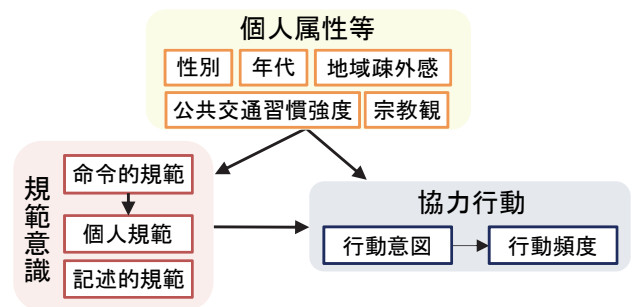 個人属性等
性別 年代 地域疎外感
公共交通習慣強度 宗教観
規範意識
命令的規範
個人規範
記述的規範
協力行動
行動意図 行動頻度